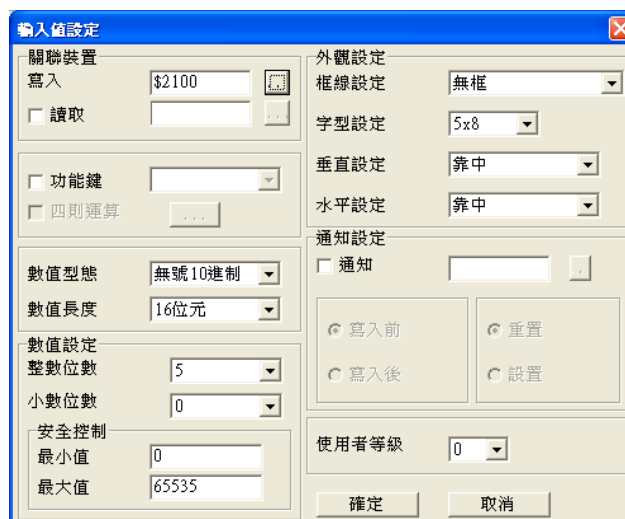 輸入值設定
關聯裝置
寫入 $2100 ..
讀取 ...
功能鍵
四則運算 ...
數值型態 無號10進制
數值長度 16位元
數值設定
整數位數 5
小數位數 0
安全控制
最小值 0
最大值 65535
外觀設定
框線設定 無框
字型設定 5x8
垂直設定 靠中
水平設定 靠中
通知設定
通知 ..
寫入前 重置
寫入後 設置
使用者等級 0
確定 取消